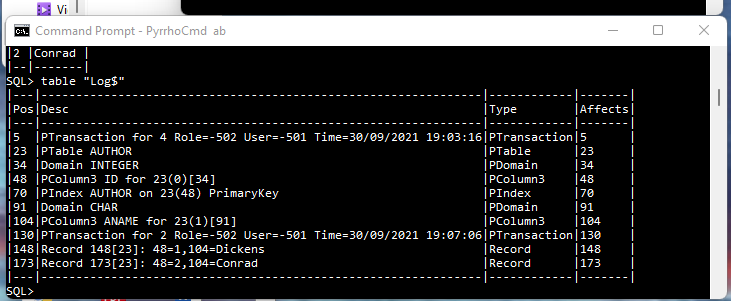 Vi
Command Prompt - PyrrhoCmd ab
|2 |Conrad |
|--|-------|
SQL> table "Log$"
|---|-------------------------------------------------------------|------------|-------|
|Pos|Desc |Type |Affects|
|---|-------------------------------------------------------------|------------|-------|
|5 |PTransaction for 4 Role=-502 User=-501 Time=30/09/2021 19:03:16|PTransaction|5 |
|23 |PTable AUTHOR |PTable |23 |
|34 |Domain INTEGER |PDomain |34 |
|48 |PColumn3 ID for 23(0)[34] |PColumn3 |48 |
|70 |PIndex AUTHOR on 23(48) PrimaryKey |PIndex |70 |
|91 |Domain CHAR |PDomain |91 |
|104|PColumn3 ANAME for 23(1)[91] |PColumn3 |104 |
|130|PTransaction for 2 Role=-502 User=-501 Time=30/09/2021 19:07:06|PTransaction|130 |
|148|Record 148[23]: 48=1,104=Dickens |Record |148 |
|173|Record 173[23]: 48=2,104=Conrad |Record |173 |
|---|-------------------------------------------------------------|------------|-------|
SQL>